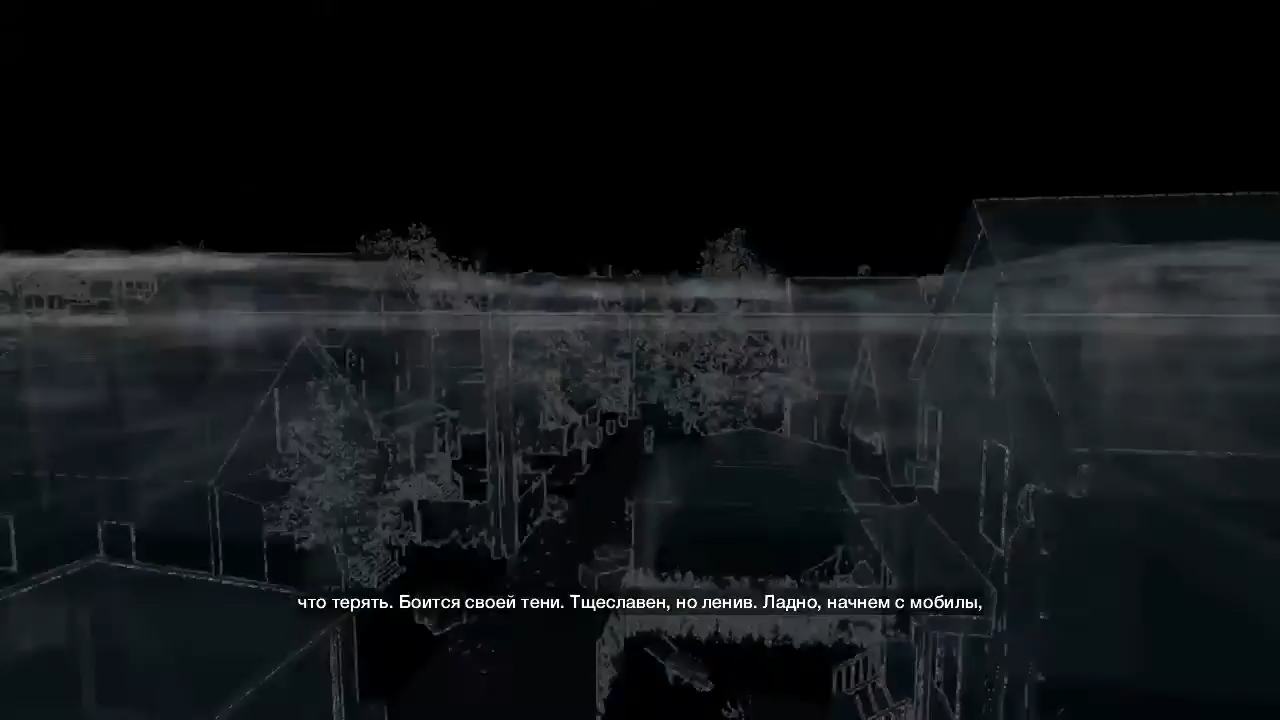 что терять. Боится своей тени. Тщеславен, но ленив. Ладно, начнем с мобилы,